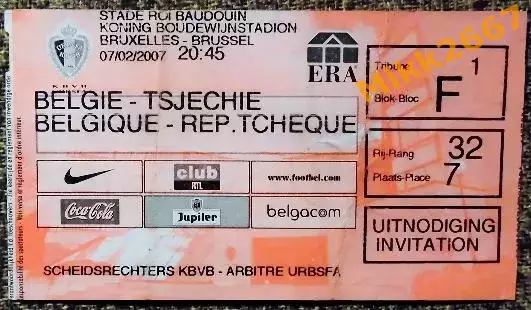 STADE ROI BAUDOUIN
KONING BOUDEWIJNSTADION
BRUXELLES - BRUSSEL
07/02/2007 20:45
ERA
Mikk2667
Tribune 1
Blok-Bloc F
BELGIE - TSJECHIE
BELGIQUE - REP.TCHEQUE
Rij-Rang 32
Plaats-Place 7
club
RTL
www.footbel.com
Coca-Cola
Jupiler
belgacom
UITNODIGING
INVITATION
SCHEIDSRECHTERS KBVB - ARBITRE URBSFA